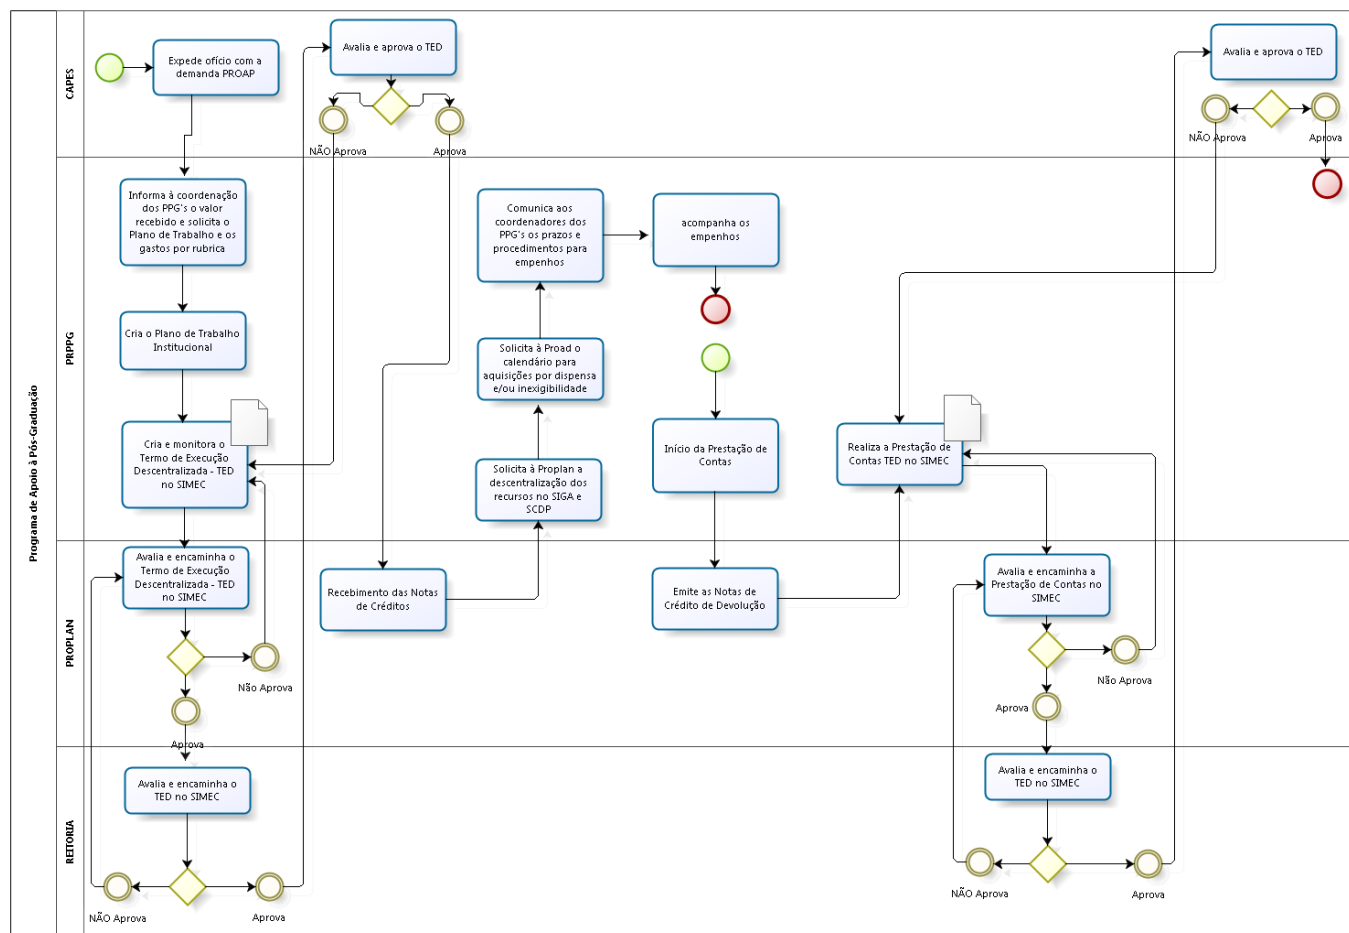 Programa de Apoio à Pós-Graduação
CAPES
Expede ofício com a
demanda PROAP
Avalia e aprova o TED
NÃO Aprova
Aprova
Avalia e aprova o TED
NÃO Aprova
Aprova
PRPPG
Informa à coordenação
dos PPG's o valor
recebido e solicita o
Plano de Trabalho e os
gastos por rubrica
Cria o Plano de Trabalho
Institucional
Cria e monitora o
Termo de Execução
Descentralizada - TED
no SIMEC
Comunica aos
coordenadores dos
PPG's os prazos e
procedimentos para
empenhos
acompanha os
empenhos
Solicita à Proad o
calendário para
aquisições por dispensa
e/ou inexigibilidade
Solicita à Proplan a
descentralização dos
recursos no SIGA e
SCDP
Início da Prestação de
Contas
Realiza a Prestação de
Contas TED no SIMEC
PROPLAN
Avalia e encaminha o
Termo de Execução
Descentralizada - TED
no SIMEC
Não Aprova
Aprova
Recebimento das Notas
de Créditos
Emite as Notas de
Crédito de Devolução
Avalia e encaminha a
Prestação de Contas no
SIMEC
Não Aprova
Aprova
REITORIA
Avalia e encaminha o
TED no SIMEC
NÃO Aprova
Aprova
Avalia e encaminha o
TED no SIMEC
NÃO Aprova
Aprova